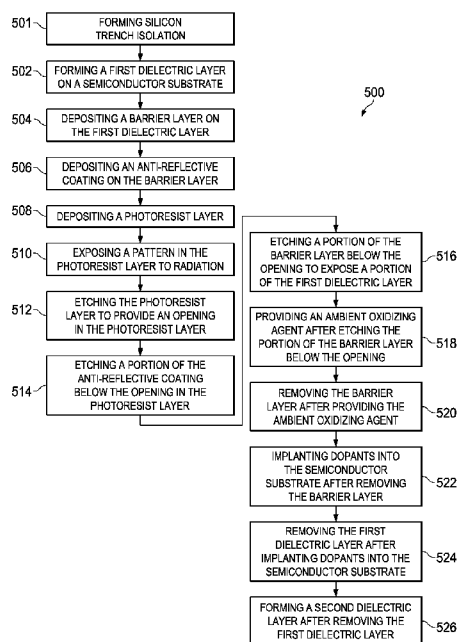 501
FORMING SILICON
TRENCH ISOLATION
502
FORMING A FIRST DIELECTRIC LAYER
ON A SEMICONDUCTOR SUBSTRATE
504
DEPOSITING A BARRIER LAYER ON
THE FIRST DIELECTRIC LAYER
506
DEPOSITING AN ANTI-REFLECTIVE
COATING ON THE BARRIER LAYER
508
DEPOSITING A PHOTORESIST LAYER
510
EXPOSING A PATTERN IN THE
PHOTORESIST LAYER TO RADIATION
512
ETCHING THE PHOTORESIST
LAYER TO PROVIDE AN OPENING
IN THE PHOTORESIST LAYER
514
ETCHING A PORTION OF THE
ANTI-REFLECTIVE COATING
BELOW THE OPENING IN THE
PHOTORESIST LAYER
500
ETCHING A PORTION OF THE
BARRIER LAYER BELOW THE
OPENING TO EXPOSE A PORTION
OF THE FIRST DIELECTRIC LAYER
516
PROVIDING AN AMBIENT OXIDIZING
AGENT AFTER ETCHING THE
PORTION OF THE BARRIER LAYER
BELOW THE OPENING
518
REMOVING THE BARRIER
LAYER AFTER PROVIDING THE
AMBIENT OXIDIZING AGENT
520
IMPLANTING DOPANTS INTO
THE SEMICONDUCTOR
SUBSTRATE AFTER REMOVING
THE BARRIER LAYER
522
REMOVING THE FIRST
DIELECTRIC LAYER AFTER
IMPLANTING DOPANTS INTO THE
SEMICONDUCTOR SUBSTRATE
524
FORMING A SECOND DIELECTRIC
LAYER AFTER REMOVING THE
FIRST DIELECTRIC LAYER
526